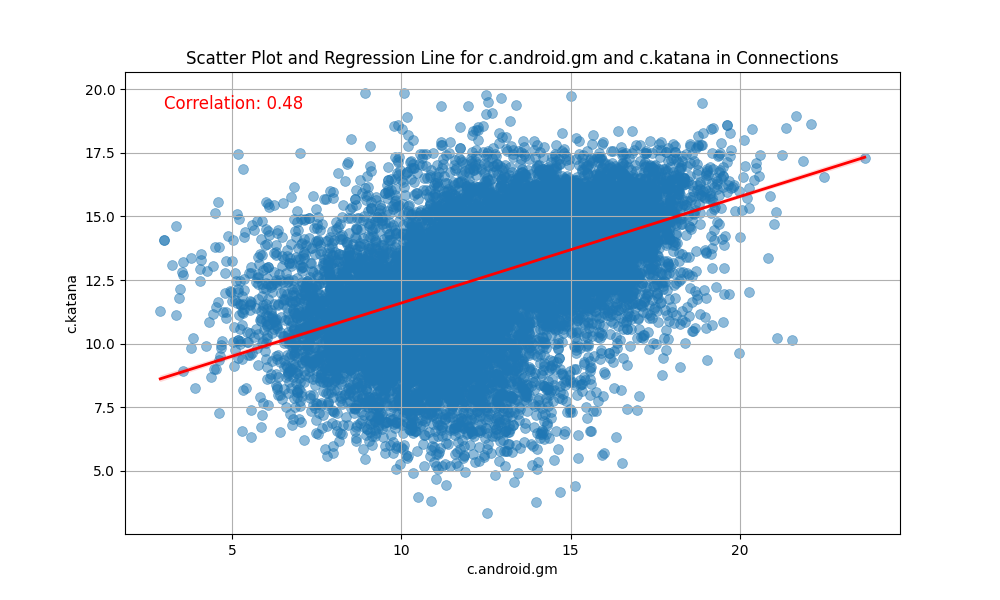 Scatter Plot and Regression Line for c.android.gm and c.katana in Connections
Correlation: 0.48
20.0
17.5
15.0
12.5
10.0
7.5
5.0
c.katana
5
10
15
20
c.android.gm